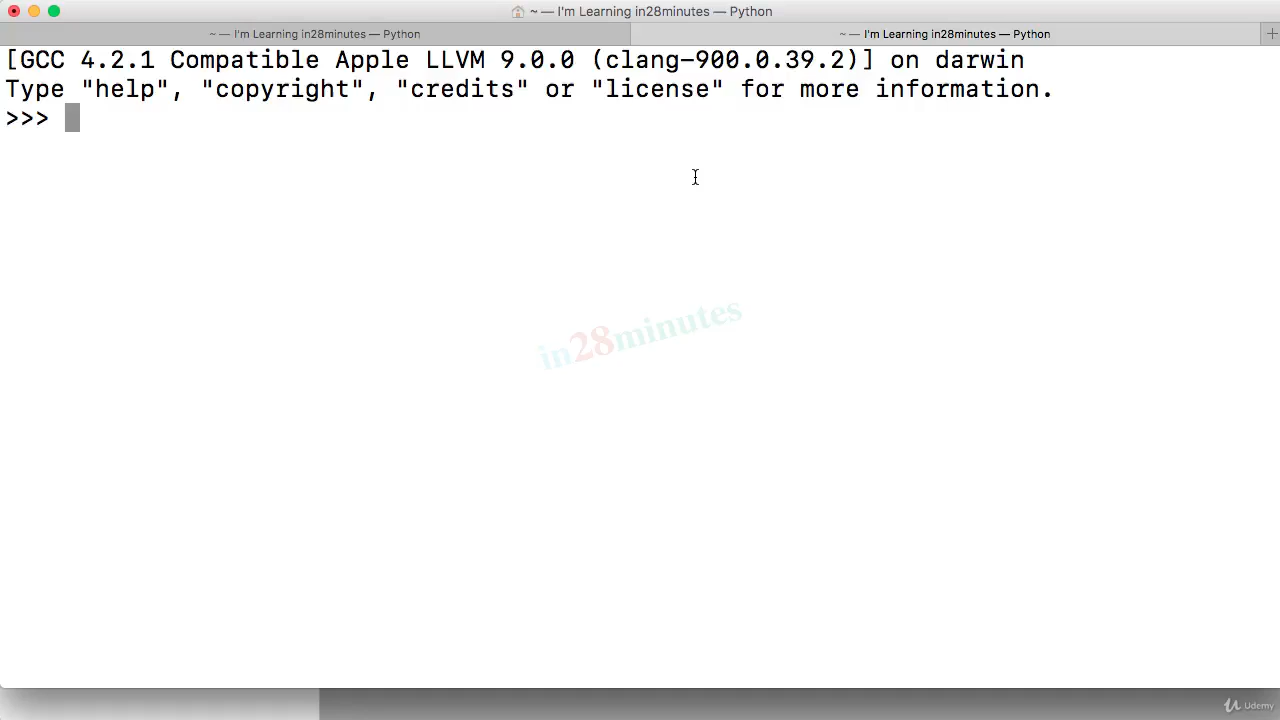 ~ — I'm Learning in28minutes — Python
~ — I'm Learning in28minutes — Python
~ — I'm Learning in28minutes — Python
[GCC 4.2.1 Compatible Apple LLVM 9.0.0 (clang-900.0.39.2)] on darwin
Type "help", "copyright", "credits" or "license" for more information.
>>>
in28minutes
Udemy